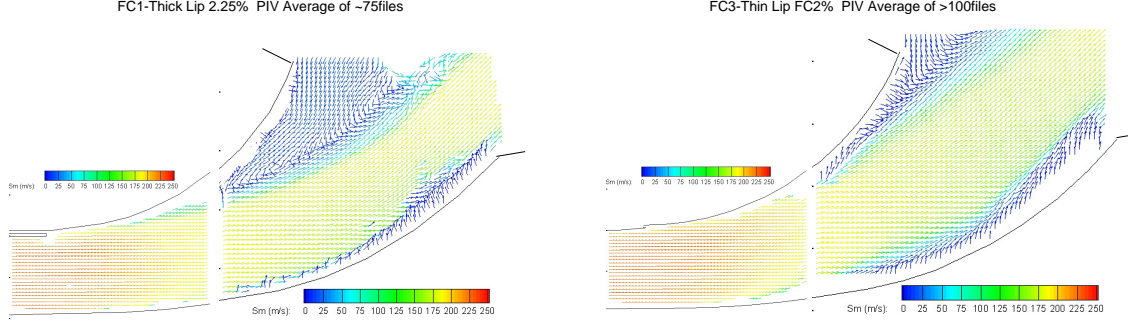 FC1-Thick Lip 2.25%  PIV Average of ~75files
FC3-Thin Lip FC2%  PIV Average of >100files
Sm (m/s) 0 25 50 75 100 125 150 175 200 225 250
Sm (m/s): 0 25 50 75 100 125 150 175 200 225 250
Sm (m/s): 0 25 50 75 100 125 150 175 200 225 250
Sm (m/s): 0 25 50 75 100 125 150 175 200 225 250